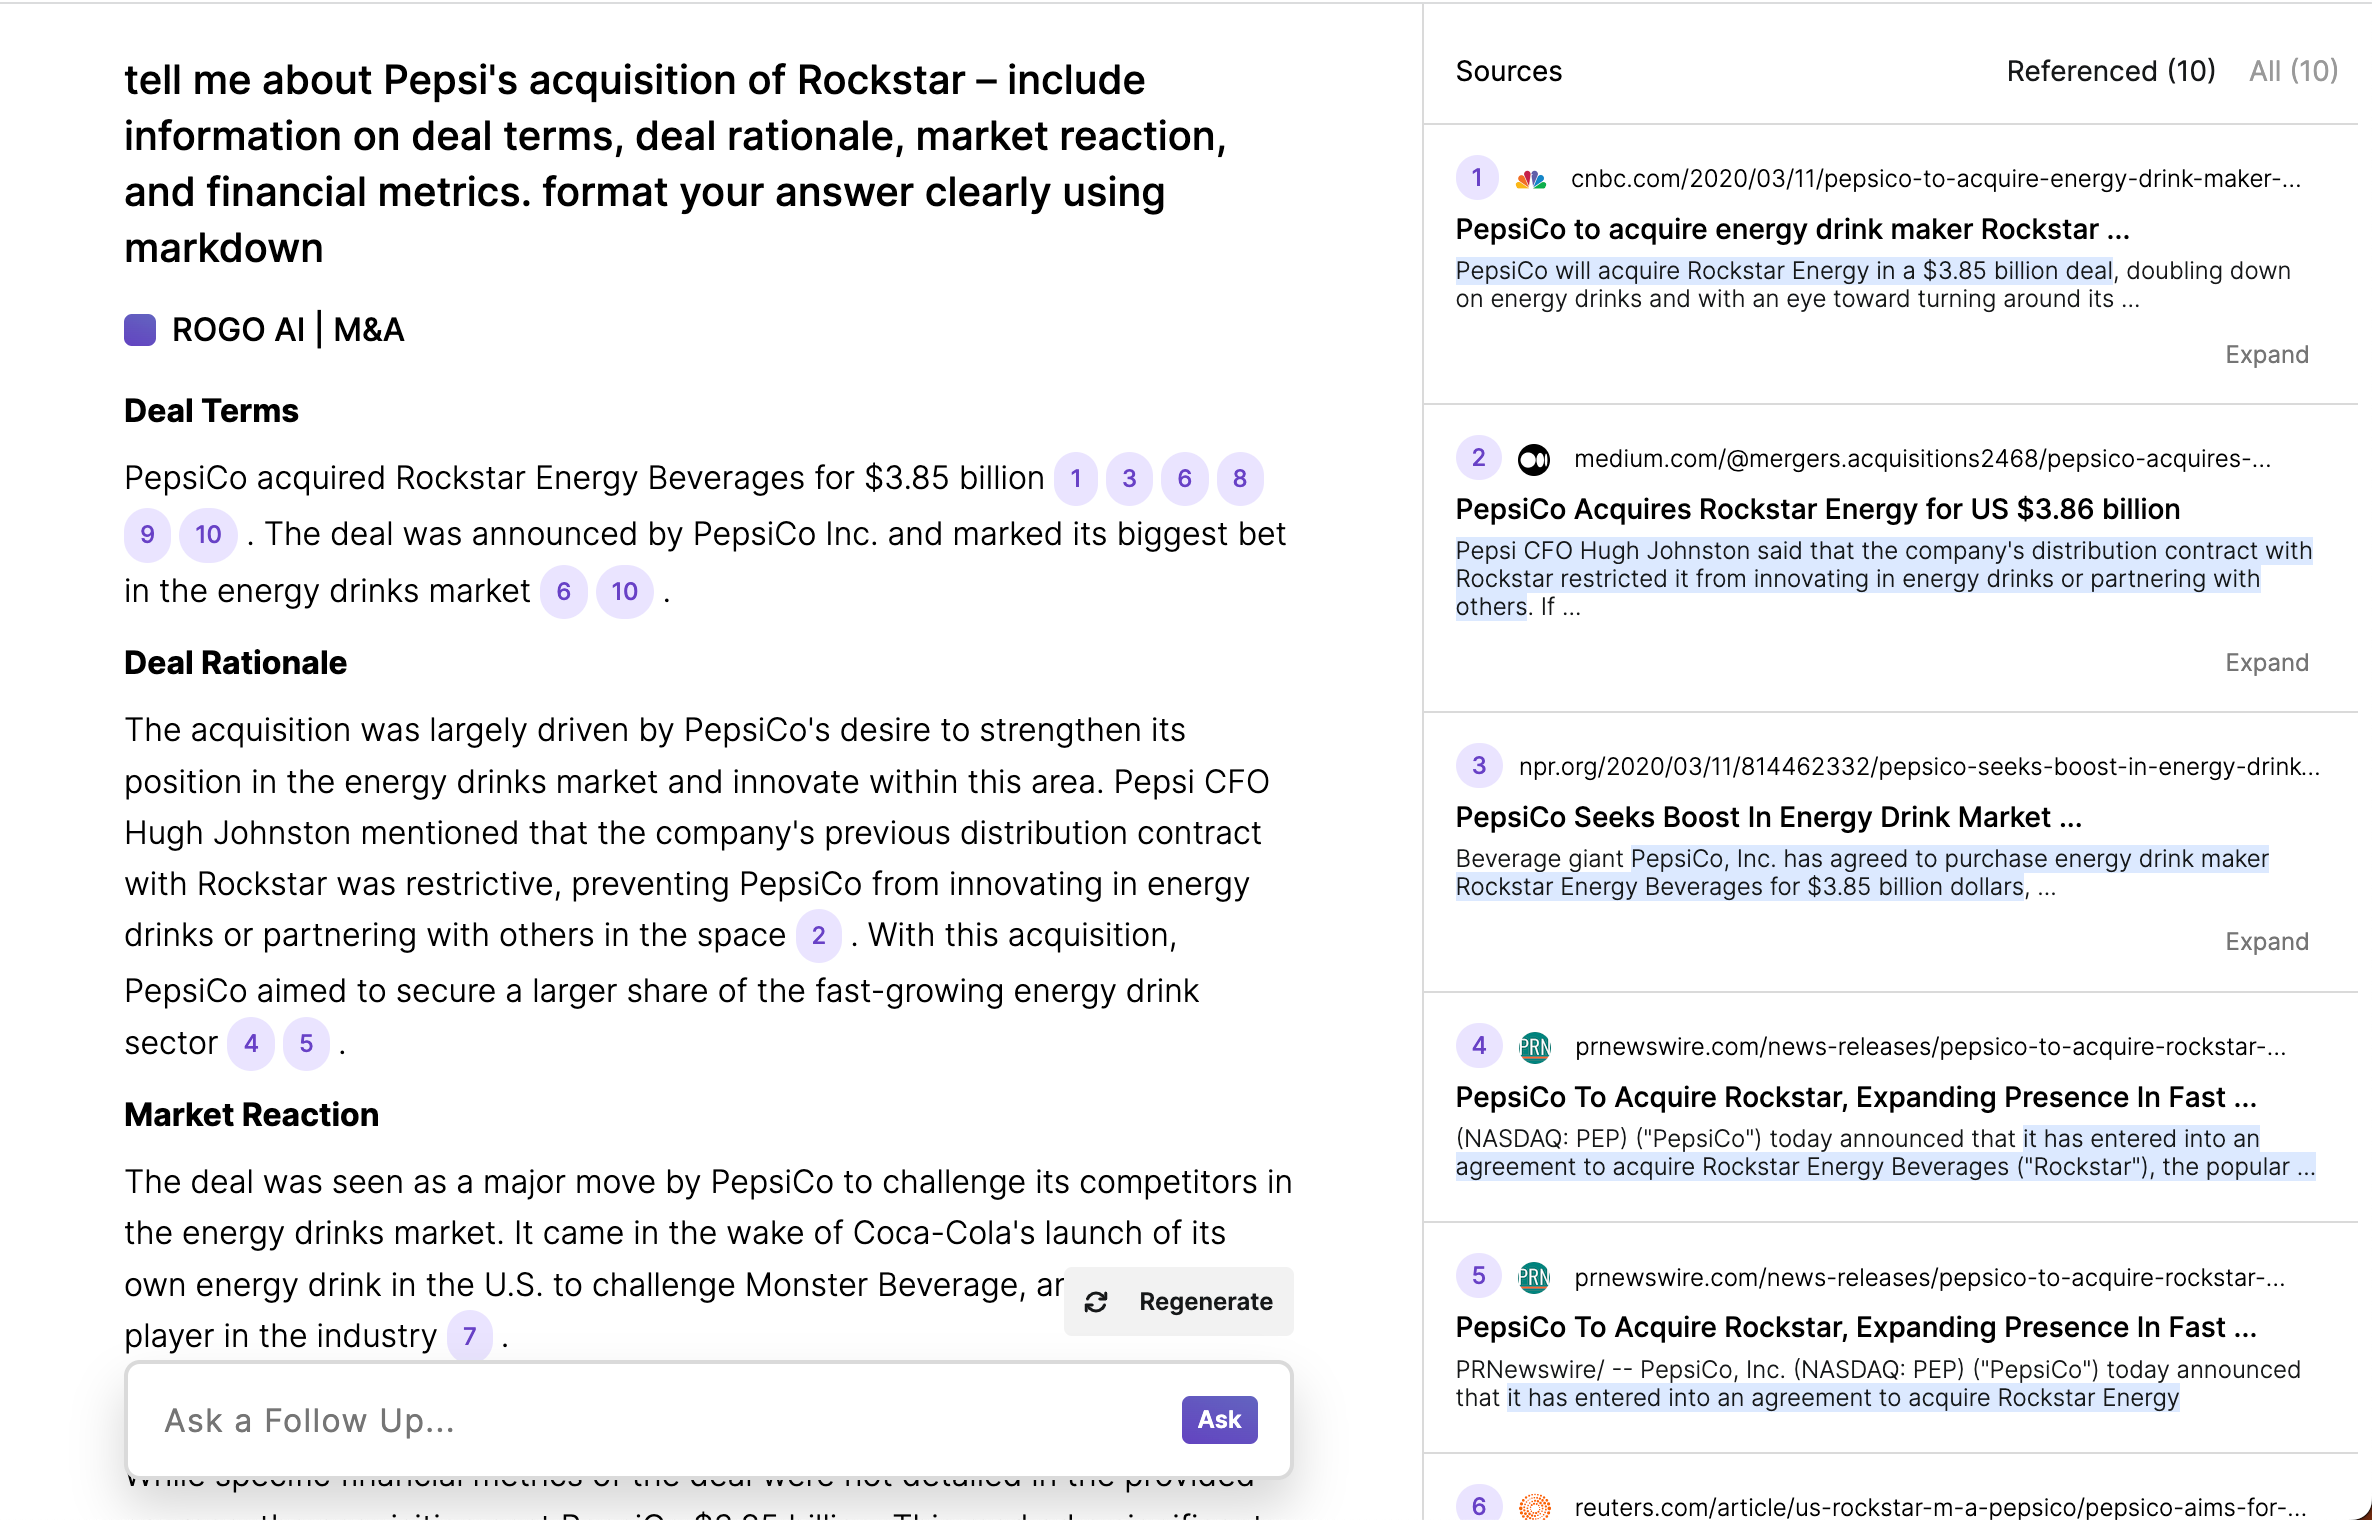 tell me about Pepsi's acquisition of Rockstar – include
information on deal terms, deal rationale, market reaction,
and financial metrics. format your answer clearly using
markdown
ROGO AI | M&A
Deal Terms
PepsiCo acquired Rockstar Energy Beverages for $3.85 billion 1 3 6 8
9 10 . The deal was announced by PepsiCo Inc. and marked its biggest bet
in the energy drinks market 6 10 .
Deal Rationale
The acquisition was largely driven by PepsiCo's desire to strengthen its
position in the energy drinks market and innovate within this area. Pepsi CFO
Hugh Johnston mentioned that the company's previous distribution contract
with Rockstar was restrictive, preventing PepsiCo from innovating in energy
drinks or partnering with others in the space 2 . With this acquisition,
PepsiCo aimed to secure a larger share of the fast-growing energy drink
sector 4 5 .
Market Reaction
The deal was seen as a major move by PepsiCo to challenge its competitors in
the energy drinks market. It came in the wake of Coca-Cola's launch of its
own energy drink in the U.S. to challenge Monster Beverage,
Regenerate
player in the industry 7 .
Ask a Follow Up...
Ask
While specific financial metrics of the deal were not detailed in the provided
Sources
Referenced (10) All (10)
1 cnbc.com/2020/03/11/pepsico-to-acquire-energy-drink-maker-...
PepsiCo to acquire energy drink maker Rockstar ...
PepsiCo will acquire Rockstar Energy in a $3.85 billion deal, doubling down
on energy drinks and with an eye toward turning around its ...
Expand
2 medium.com/@mergers.acquisitions2468/pepsico-acquires-...
PepsiCo Acquires Rockstar Energy for US $3.86 billion
Pepsi CFO Hugh Johnston said that the company's distribution contract with
Rockstar restricted it from innovating in energy drinks or partnering with
others. If ...
Expand
3 npr.org/2020/03/11/814462332/pepsico-seeks-boost-in-energy-drink...
PepsiCo Seeks Boost In Energy Drink Market ...
Beverage giant PepsiCo, Inc. has agreed to purchase energy drink maker
Rockstar Energy Beverages for $3.85 billion dollars, ...
Expand
4 PRN prnewswire.com/news-releases/pepsico-to-acquire-rockstar-...
PepsiCo To Acquire Rockstar, Expanding Presence In Fast ...
(NASDAQ: PEP) ("PepsiCo") today announced that it has entered into an
agreement to acquire Rockstar Energy Beverages ("Rockstar"), the popular ...
5 PRN prnewswire.com/news-releases/pepsico-to-acquire-rockstar-...
PepsiCo To Acquire Rockstar, Expanding Presence In Fast ...
PRNewswire/ -- PepsiCo, Inc. (NASDAQ: PEP) ("PepsiCo") today announced
that it has entered into an agreement to acquire Rockstar Energy
6 reuters.com/article/us-rockstar-m-a-pepsico/pepsico-aims-for-...